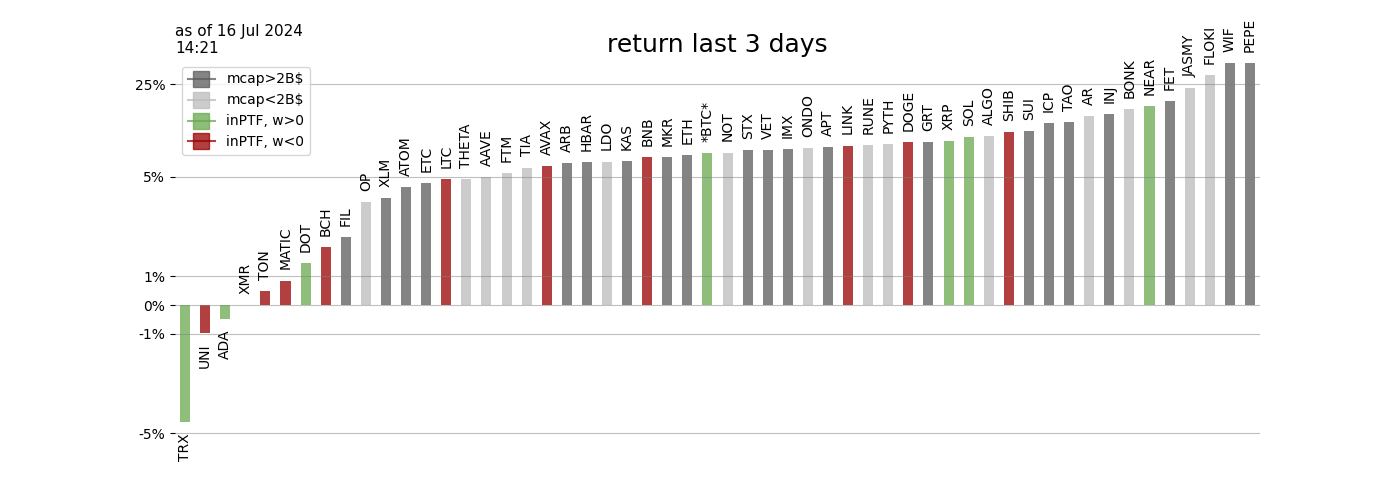 as of 16 Jul 2024
14:21
return last 3 days
mcap>2B$
mcap<2B$
inPTF, w>0
inPTF, w<0
25%
5%
1%
0%
-1%
-5%
TRX
UNI
ADA
XMR
TON
MATIC
DOT
BCH
FIL
OP
XLM
ATOM
ETC
LTC
THETA
AAVE
FTM
TIA
AVAX
ARB
HBAR
LDO
KAS
BNB
MKR
ETH
*BTC*
NOT
STX
VET
IMX
ONDO
APT
LINK
RUNE
PYTH
DOGE
GRT
XRP
SOL
ALGO
SHIB
SUI
ICP
TAO
AR
INJ
BONK
NEAR
FET
JASMY
FLOKI
WIF
PEPE